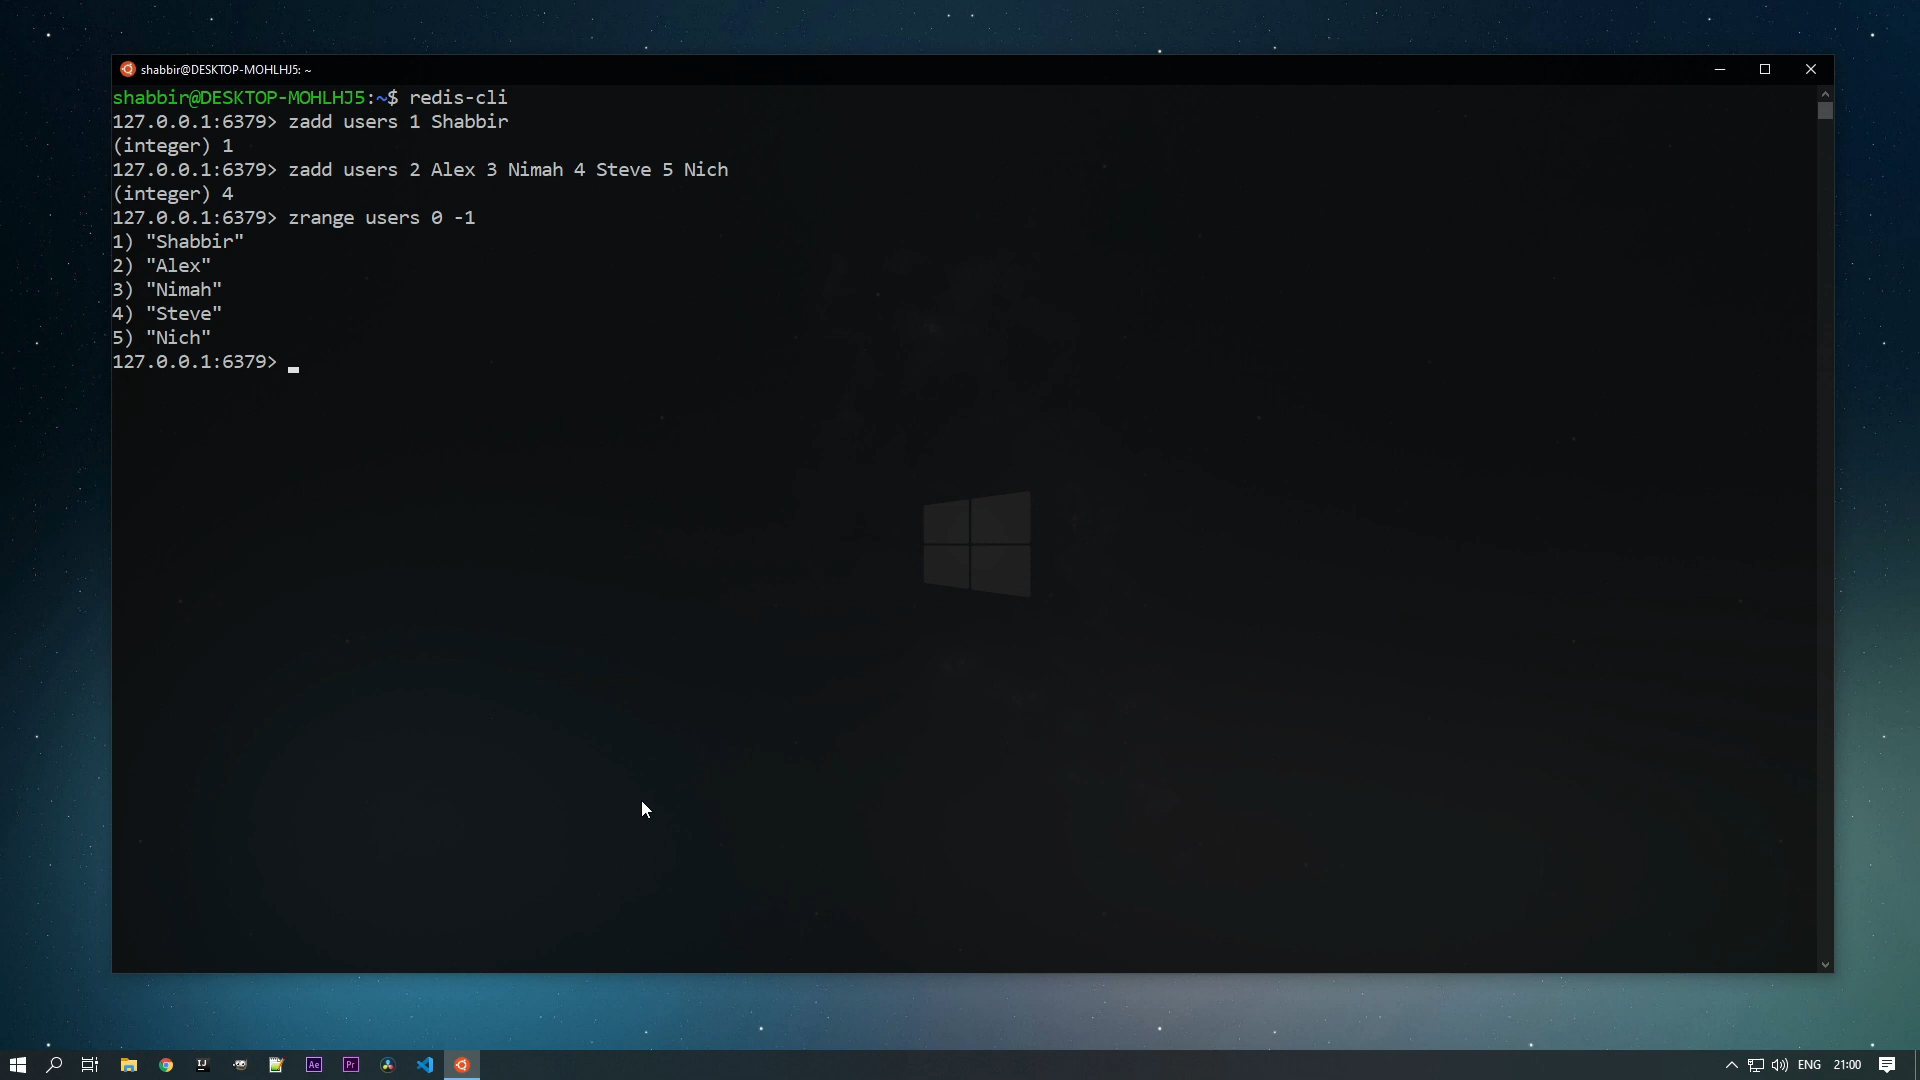 shabbir@DESKTOP-MOHLHJ5: ~
shabbir@DESKTOP-MOHLHJ5:~$ redis-cli
127.0.0.1:6379> zadd users 1 Shabbir
(integer) 1
127.0.0.1:6379> zadd users 2 Alex 3 Nimah 4 Steve 5 Nich
(integer) 4
127.0.0.1:6379> zrange users 0 -1
1) "Shabbir"
2) "Alex"
3) "Nimah"
4) "Steve"
5) "Nich"
127.0.0.1:6379>
IJ
Ae
Pr
ENG
21:00